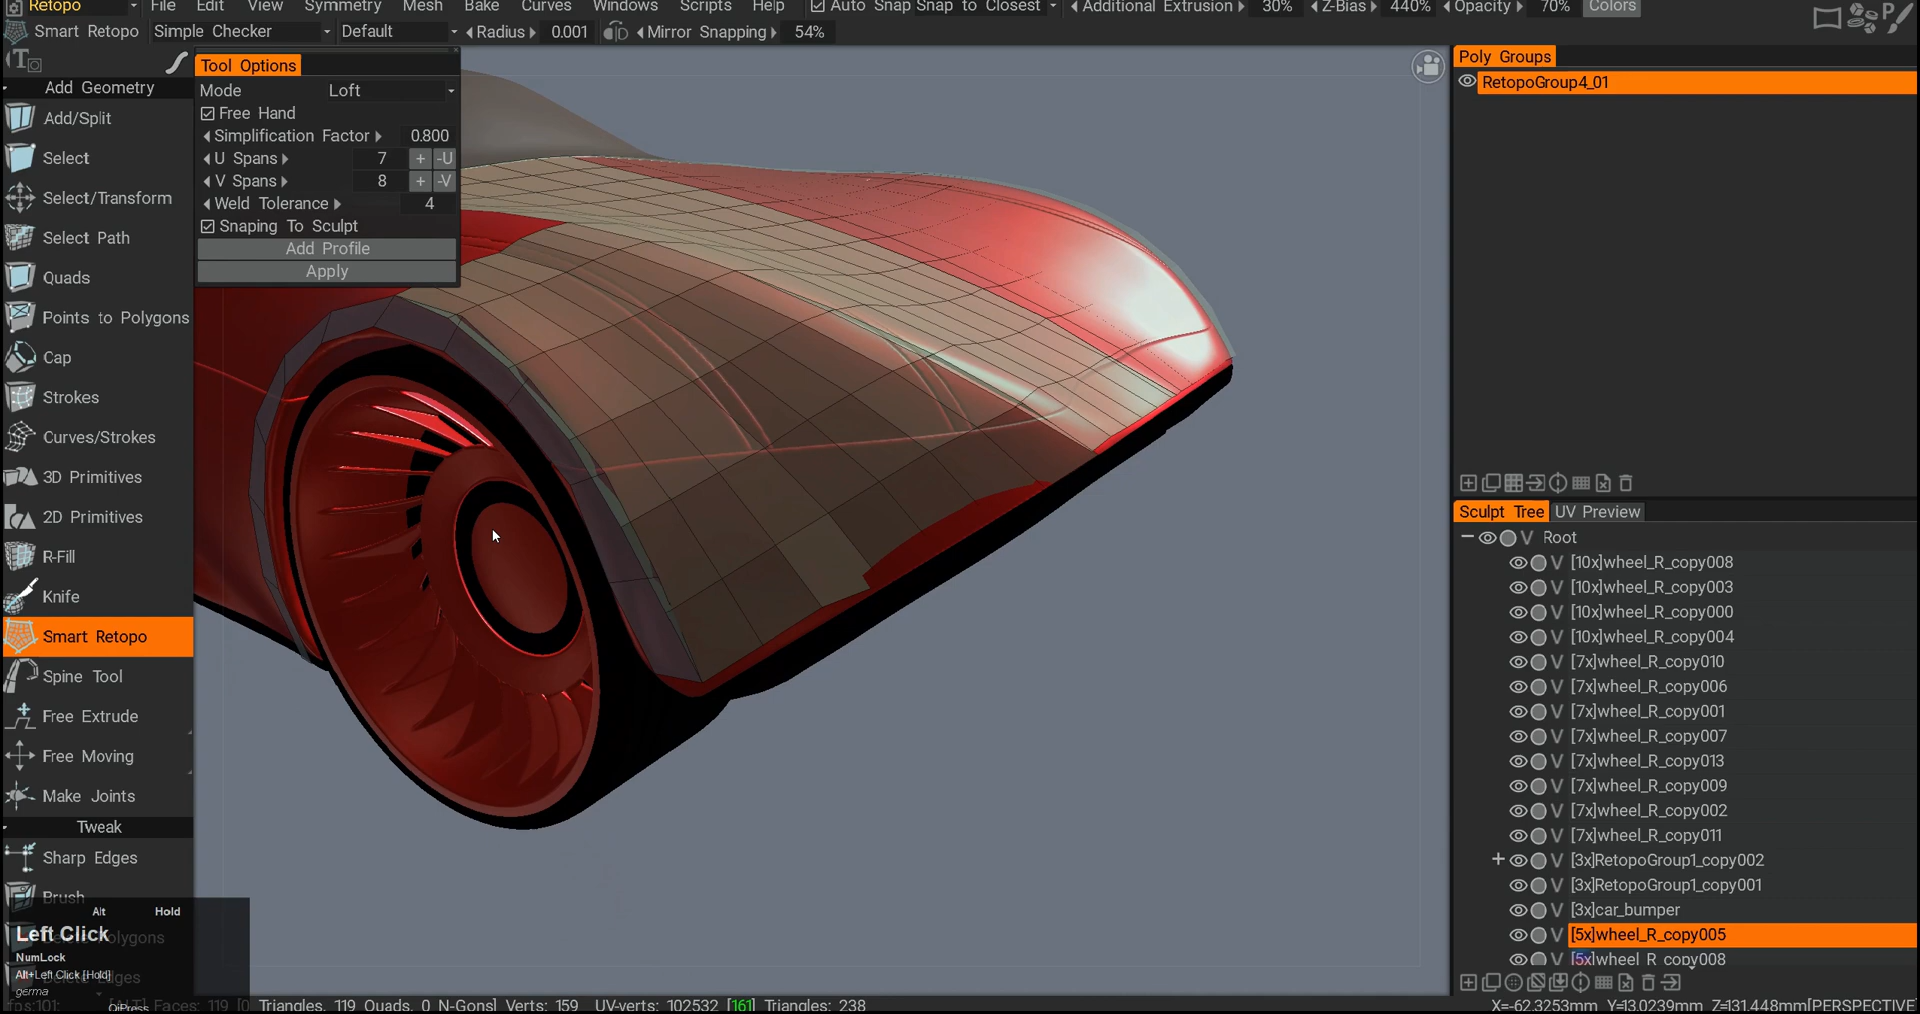 Retopo File Edit View Symmetry Mesh Bake Curves Windows Scripts Help Auto Snap Snap to Closest Additional Extrusion 30% Z-Bias 440% Opacity 70% Colors
Smart Retopo Simple Checker Default Radius 0.001 Mirror Snapping 54%
Tool Options
Mode Loft
Free Hand
Simplification Factor 0.800
U Spans 7 + -U
V Spans 8 + -V
Weld Tolerance 4
Snaping To Sculpt
Add Profile
Apply
Add Geometry
Add/Split
Select
Select/Transform
Select Path
Quads
Points to Polygons
Cap
Strokes
Curves/Strokes
3D Primitives
2D Primitives
R-Fill
Knife
Smart Retopo
Spine Tool
Free Extrude
Free Moving
Make Joints
Tweak
Sharp Edges
Brush
Alt Hold
Left Click
NumLock
Alt+Left Click [Hold]
germa
Poly Groups
RetopoGroup4_01
Sculpt Tree UV Preview
Root
[10x]wheel_R_copy008
[10x]wheel_R_copy003
[10x]wheel_R_copy000
[10x]wheel_R_copy004
[7x]wheel_R_copy010
[7x]wheel_R_copy006
[7x]wheel_R_copy001
[7x]wheel_R_copy007
[7x]wheel_R_copy013
[7x]wheel_R_copy009
[7x]wheel_R_copy002
[7x]wheel_R_copy011
[3x]RetopoGroup1_copy002
[3x]RetopoGroup1_copy001
[3x]car_bumper
[5x]wheel_R_copy005
[5x]wheel_R_copy008
fps:101; [ALT] Faces, 119 Triangles, 119 Quads, 0 N-Gons] Verts: 159 UV-verts: 102532 [161] Triangles: 238 X=-62.3253mm Y=13.0239mm Z=131.448mm[PERSPECTIVE